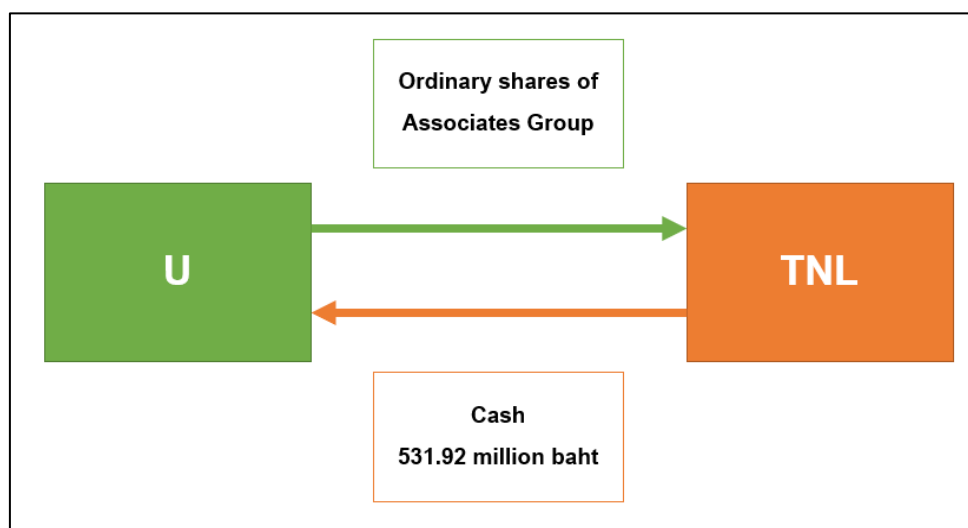 Ordinary shares of
Associates Group
U
TNL
Cash
531.92 million baht